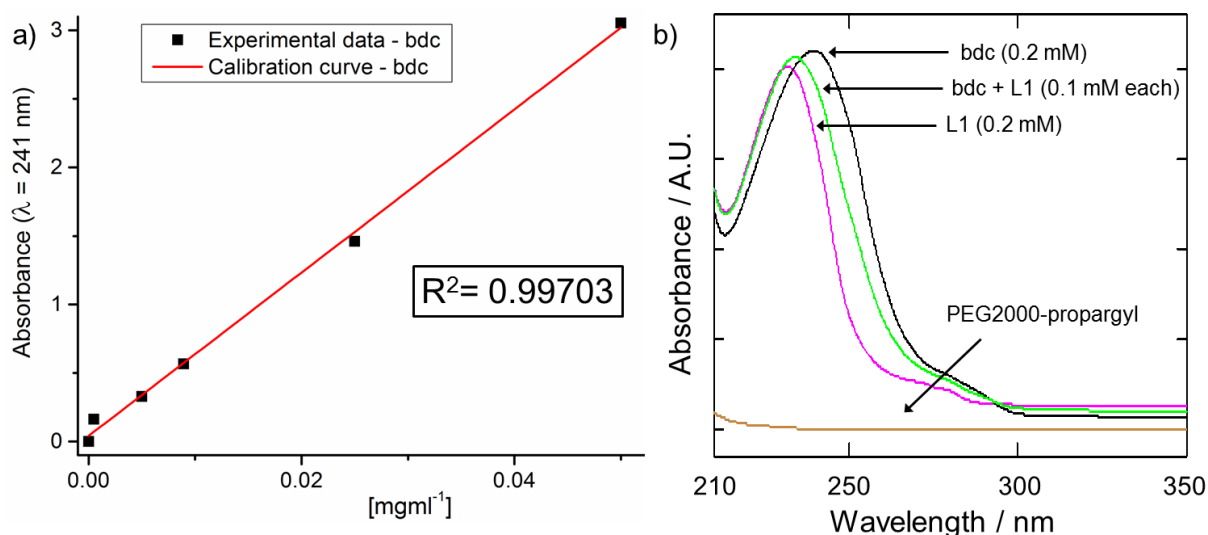 a)
Experimental data - bdc
Calibration curve - bdc
Absorbance (λ = 241 nm)
3
2
1
0
R²= 0.99703
0.00
0.02
0.04
[mgml⁻¹]
b)
bdc (0.2 mM)
bdc + L1 (0.1 mM each)
L1 (0.2 mM)
PEG2000-propargyl
Absorbance / A.U.
210
250
300
350
Wavelength / nm